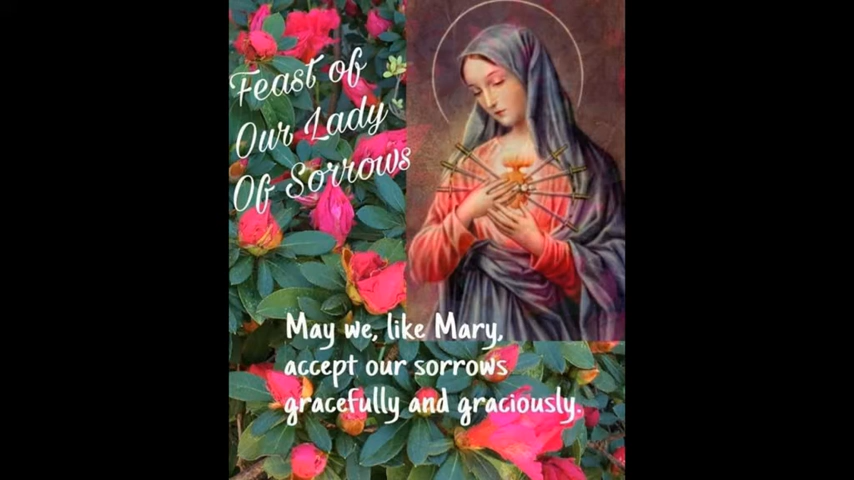 Feast of
Our Lady
Of Sorrows
May we, like Mary,
accept our sorrows
gracefully and graciously.